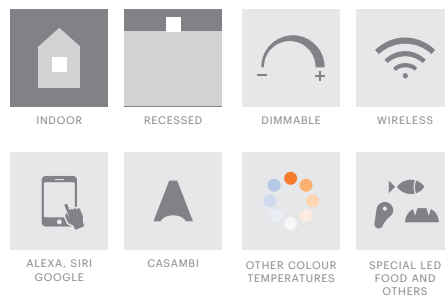 INDOOR
RECESSED
DIMMABLE
WIRELESS
ALEXA, SIRI
GOOGLE
CASAMBI
OTHER COLOUR
TEMPERATURES
SPECIAL LED
FOOD AND
OTHERS